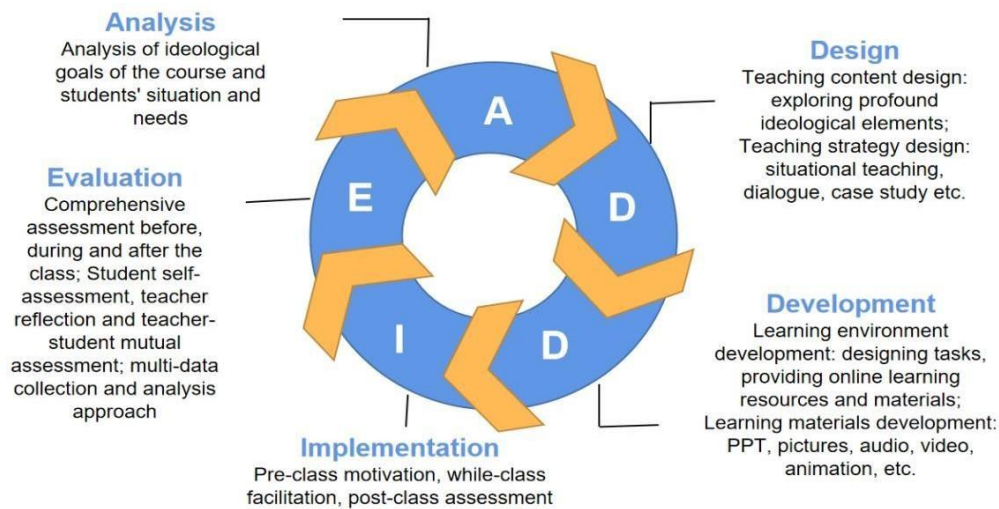 Analysis
Analysis of ideological
goals of the course and
students' situation and
needs
Design
Teaching content design:
exploring profound
ideological elements;
Teaching strategy design:
situational teaching,
dialogue, case study etc.
A
D
D
I
E
Evaluation
Comprehensive
assessment before,
during and after the
class; Student self-
assessment, teacher
reflection and teacher-
student mutual
assessment; multi-data
collection and analysis
approach
Development
Learning environment
development: designing tasks,
providing online learning
resources and materials;
Learning materials development:
PPT, pictures, audio, video,
animation, etc.
Implementation
Pre-class motivation, while-class
facilitation, post-class assessment